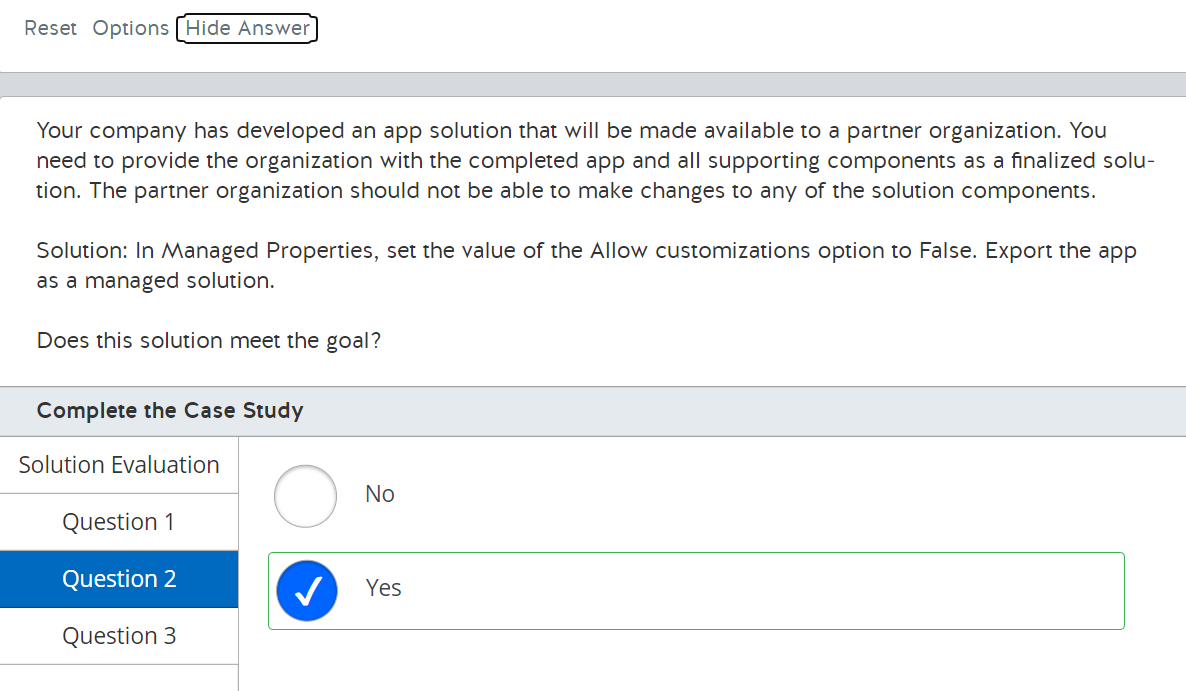 Reset Options Hide Answer
Your company has developed an app solution that will be made available to a partner organization. You
need to provide the organization with the completed app and all supporting components as a finalized solu-
tion. The partner organization should not be able to make changes to any of the solution components.
Solution: In Managed Properties, set the value of the Allow customizations option to False. Export the app
as a managed solution.
Does this solution meet the goal?
Complete the Case Study
Solution Evaluation
Question 1
Question 2
Question 3
No
Yes